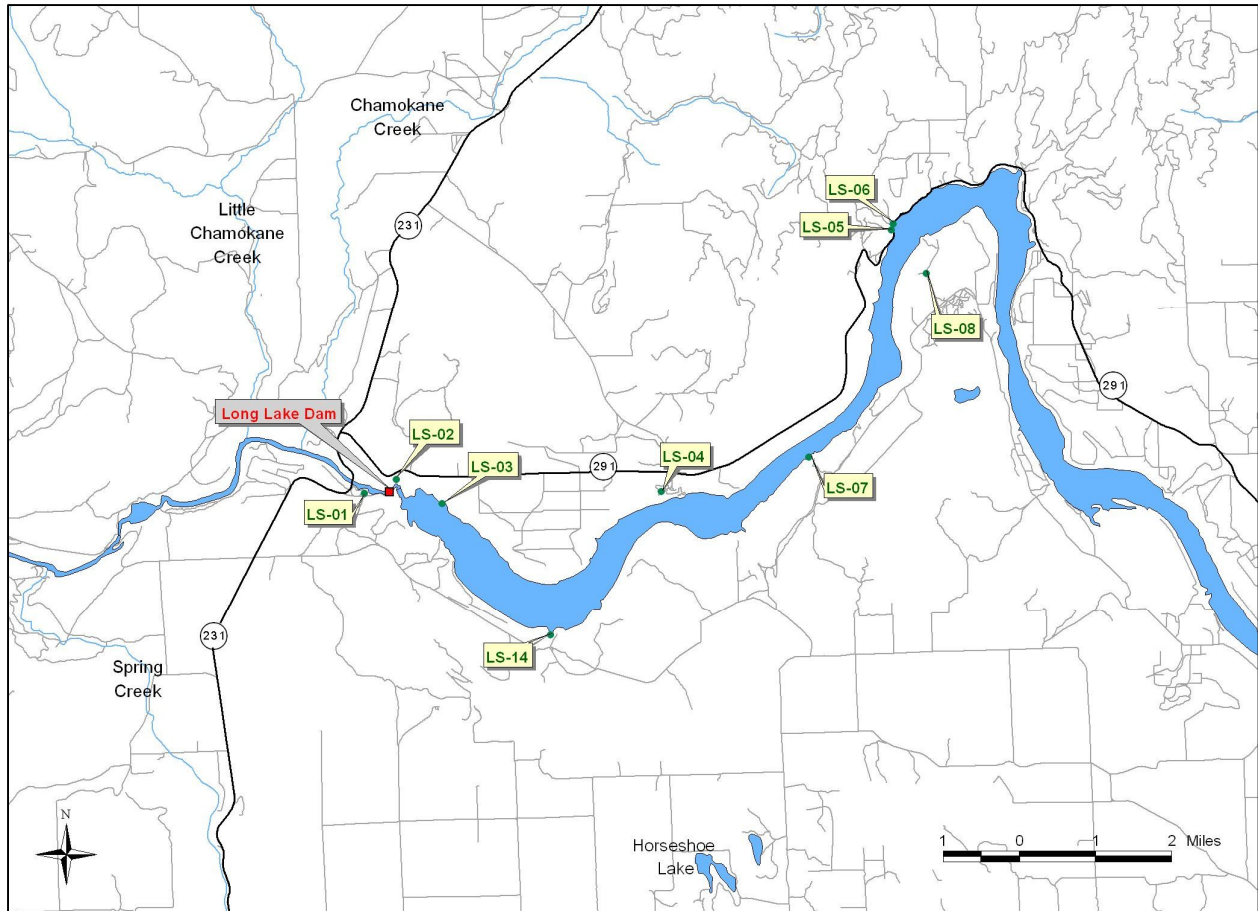 Chamokane
Creek
LS-06
Little
Chamokane
Creek
231
LS-05
LS-08
291
Long Lake Dam
LS-02
LS-03
291
LS-04
LS-07
LS-01
231
LS-14
Spring
Creek
N
Horseshoe
Lake
1 0 1 2 Miles